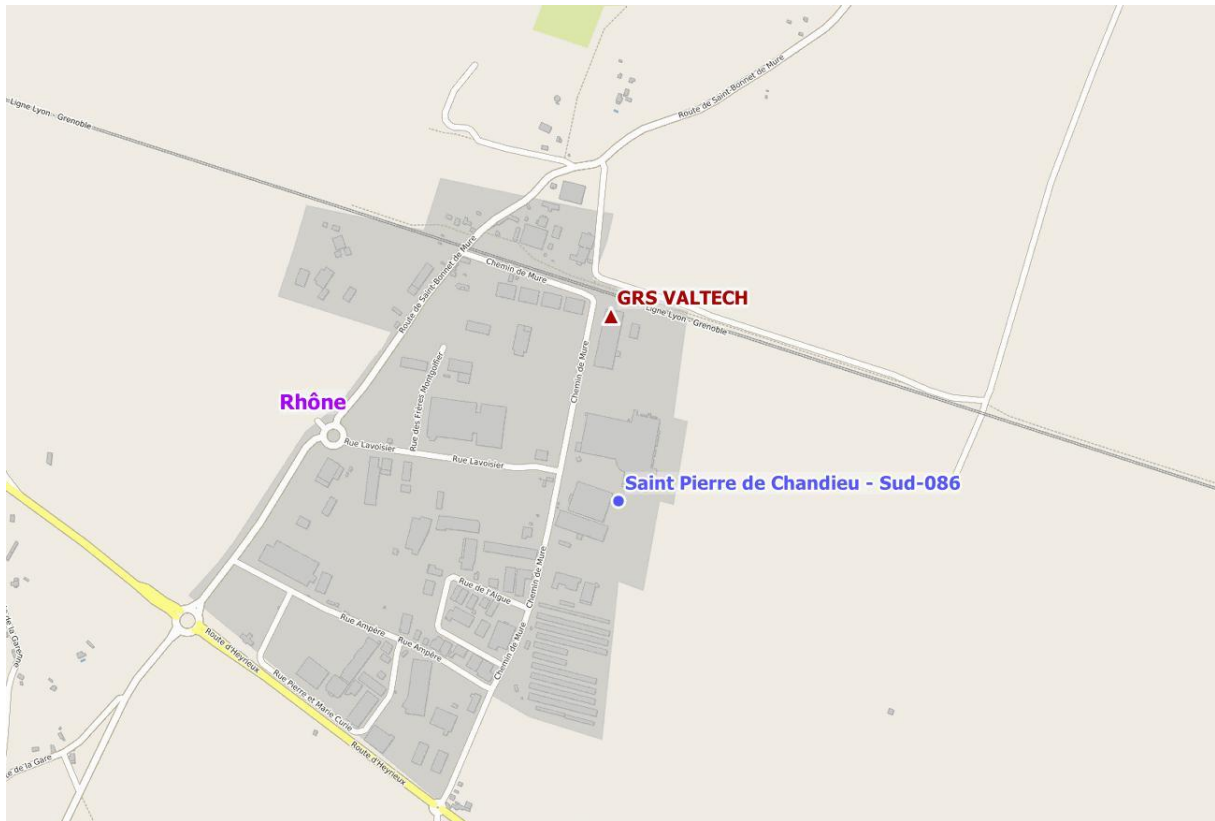 Route de Saint-Bonnet de Mure
Ligne Lyon - Grenoble
Chemin de Mure
Route de Saint-Bonnet de Mure
GRS VALTECH
Ligne Lyon - Grenoble
Chemin de Mure
Rue des Frères Montgolfier
Rhône
Rue Lavoisier
Rue Lavoisier
Saint Pierre de Chandieu - Sud-086
Chemin de Mure
Rue de l'Aigue
Rue Ampère
Rue Ampère
Chemin de Mure
de la Garenne
Route d'Heyrieux
Rue Pierre et Marie Curie
Route d'Heyrieux
de la Gare